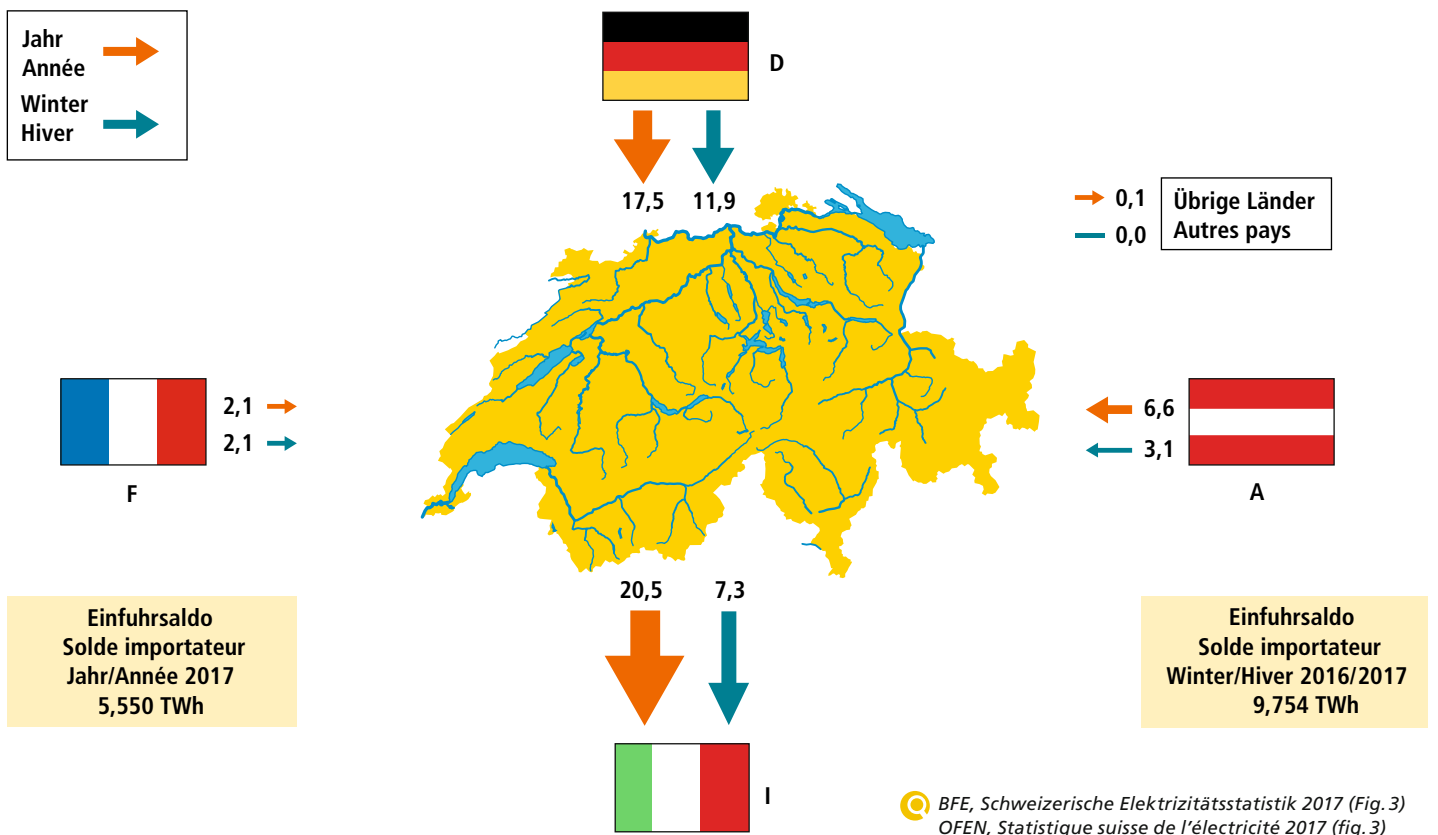 Jahr
Année
Winter
Hiver
D
17,5 11,9
0,1
0,0
Übrige Länder
Autres pays
2,1
2,1
F
6,6
3,1
A
20,5 7,3
Einfuhrsaldo
Solde importateur
Jahr/Année 2017
5,550 TWh
Einfuhrsaldo
Solde importateur
Winter/Hiver 2016/2017
9,754 TWh
I
BFE, Schweizerische Elektrizitätsstatistik 2017 (Fig. 3)
OFEN, Statistique suisse de l'électricité 2017 (fig. 3)